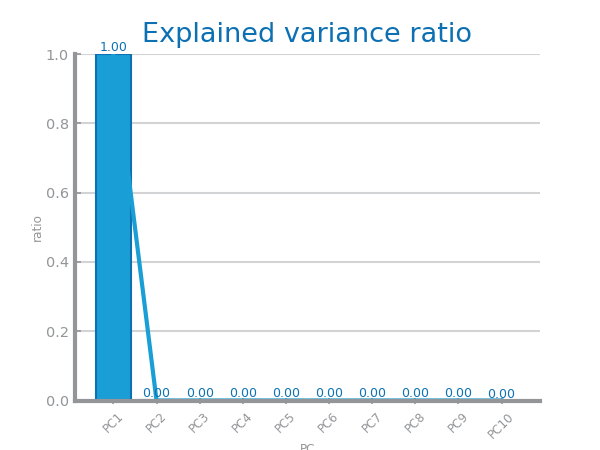 Explained variance ratio
1.00
1.0
0.8
0.6
0.4
0.2
0.0
ratio
0.00 0.00 0.00 0.00 0.00 0.00 0.00 0.00 0.00
PC1 PC2 PC3 PC4 PC5 PC6 PC7 PC8 PC9 PC10
PC